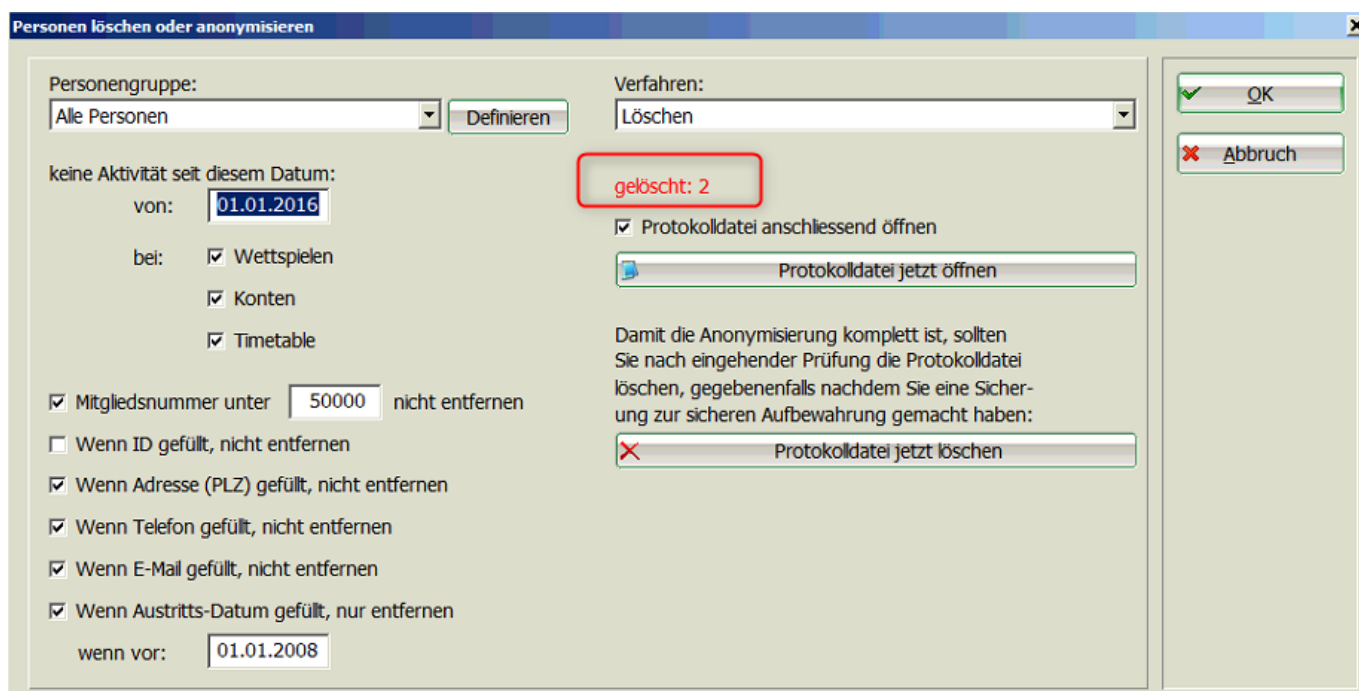 Personen löschen oder anonymisieren
Personengruppe:
Alle Personen
Definieren
keine Aktivität seit diesem Datum:
von: 01.01.2016
bei: Wettspielen
Konten
Timetable
Mitgliedsnummer unter 50000 nicht entfernen
Wenn ID gefüllt, nicht entfernen
Wenn Adresse (PLZ) gefüllt, nicht entfernen
Wenn Telefon gefüllt, nicht entfernen
Wenn E-Mail gefüllt, nicht entfernen
Wenn Austritts-Datum gefüllt, nur entfernen
wenn vor: 01.01.2008
Verfahren:
Löschen
gelöscht: 2
Protokolldatei anschliessend öffnen
Protokolldatei jetzt öffnen
Damit die Anonymisierung komplett ist, sollten
Sie nach eingehender Prüfung die Protokolldatei
löschen, gegebenenfalls nachdem Sie eine Sicher-
ung zur sicheren Aufbewahrung gemacht haben:
Protokolldatei jetzt löschen
OK
Abbruch